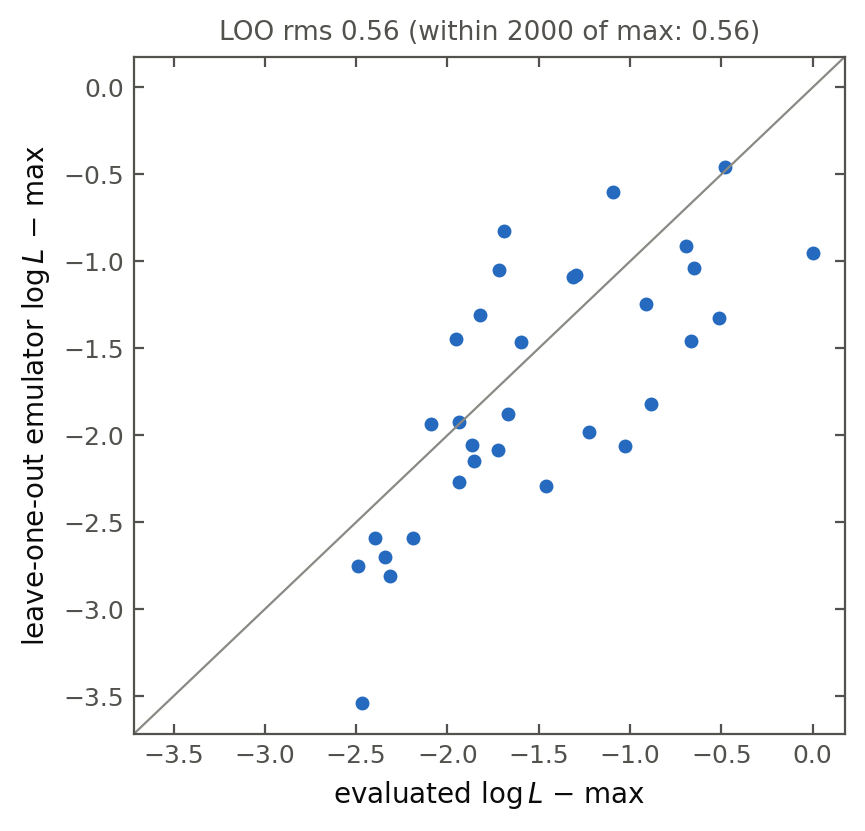 LOO rms 0.56 (within 2000 of max: 0.56)
leave-one-out emulator log L − max
0.0
−0.5
−1.0
−1.5
−2.0
−2.5
−3.0
−3.5
−3.5 −3.0 −2.5 −2.0 −1.5 −1.0 −0.5 0.0
evaluated log L − max